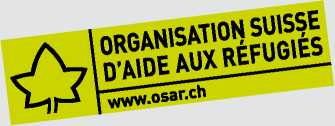 ORGANISATION SUISSE
D'AIDE AUX RÉFUGIÉS
www.osar.ch